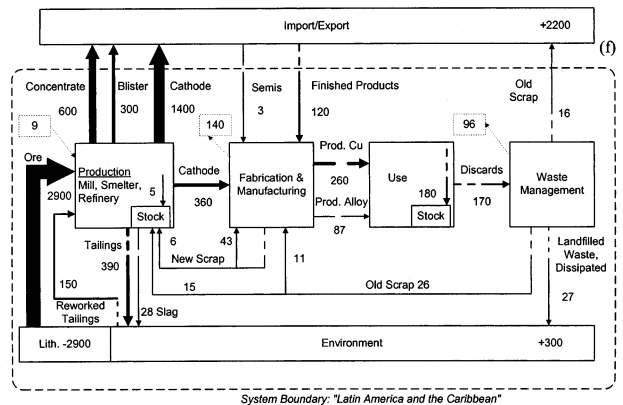 Import/Export +2200
(f)
Concentrate Blister Cathode Semis Finished Products Old Scrap
600 300 1400 3 120 16
9 140 96
Ore
2900
Production
Mill, Smelter,
Refinery
5
Stock
Cathode
360
Fabrication &
Manufacturing
Prod. Cu
260
Prod. Alloy
87
Use
180
Stock
Discards
170
Waste
Management
Tailings
390
6 43
New Scrap
11
15
Old Scrap 26
Landfilled
Waste,
Dissipated
27
150
Reworked
Tailings
28 Slag
Lith. -2900 Environment +300
System Boundary: "Latin America and the Caribbean"